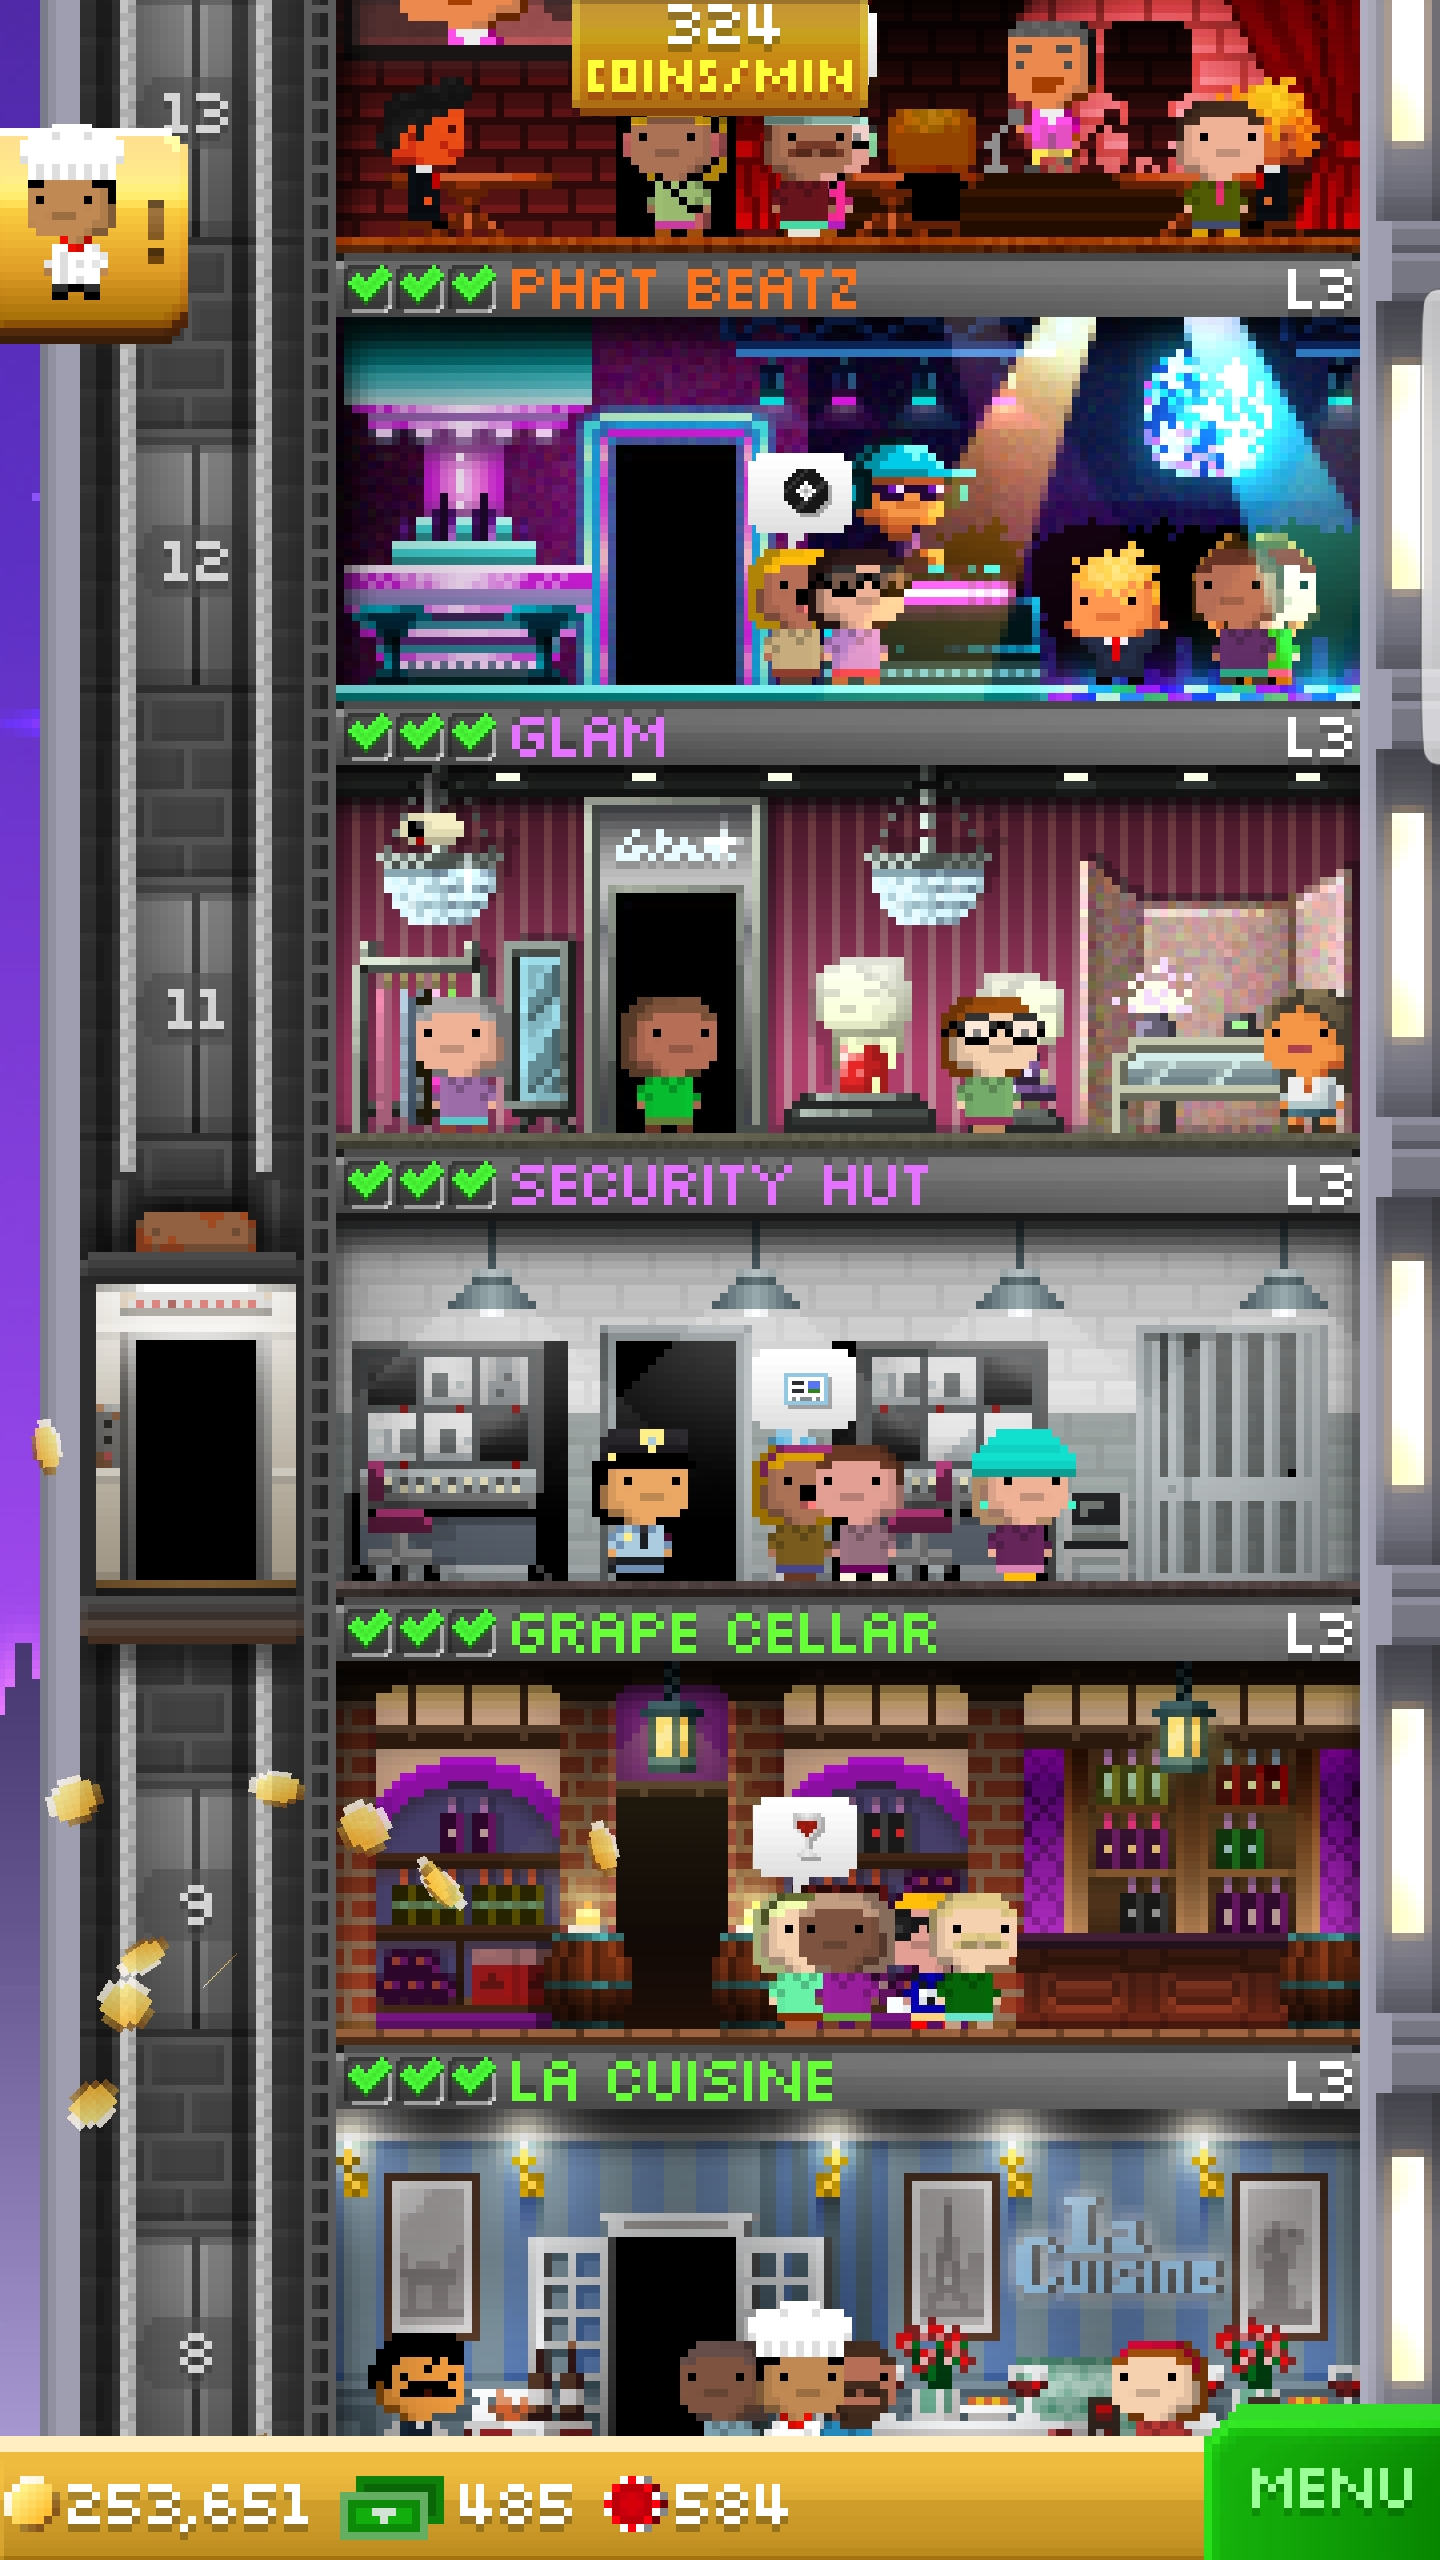 324
COINS/MIN
13
!
PHAT BEATZ L3
12
GLAM L3
11
SECURITY HUT L3
GRAPE CELLAR L3
9
LA CUISINE L3
La
Cuisine
8
253,651 485 584
MENU